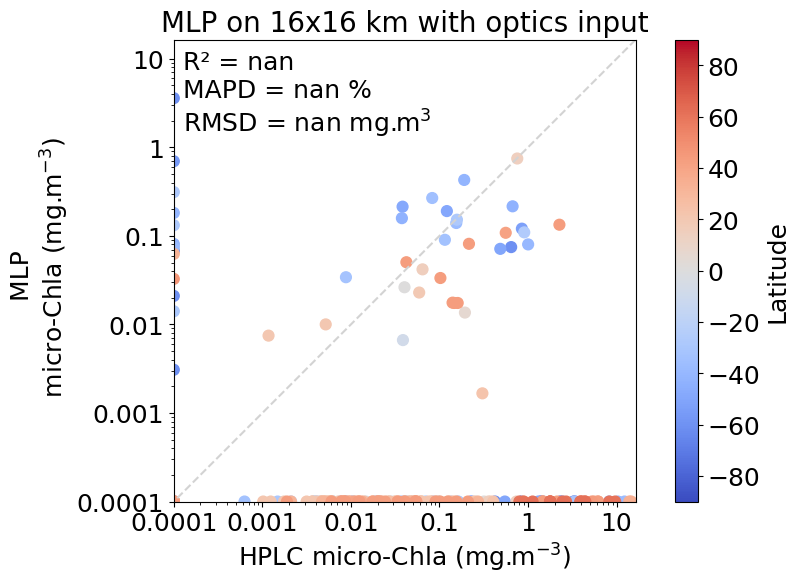 MLP on 16x16 km with optics input
R² = nan
MAPD = nan %
RMSD = nan mg.m³
MLP
micro-Chla (mg.m⁻³)
10
1
0.1
0.01
0.001
0.0001
0.0001 0.001 0.01 0.1 1 10
HPLC micro-Chla (mg.m⁻³)
80
60
40
20
0
−20
−40
−60
−80
Latitude